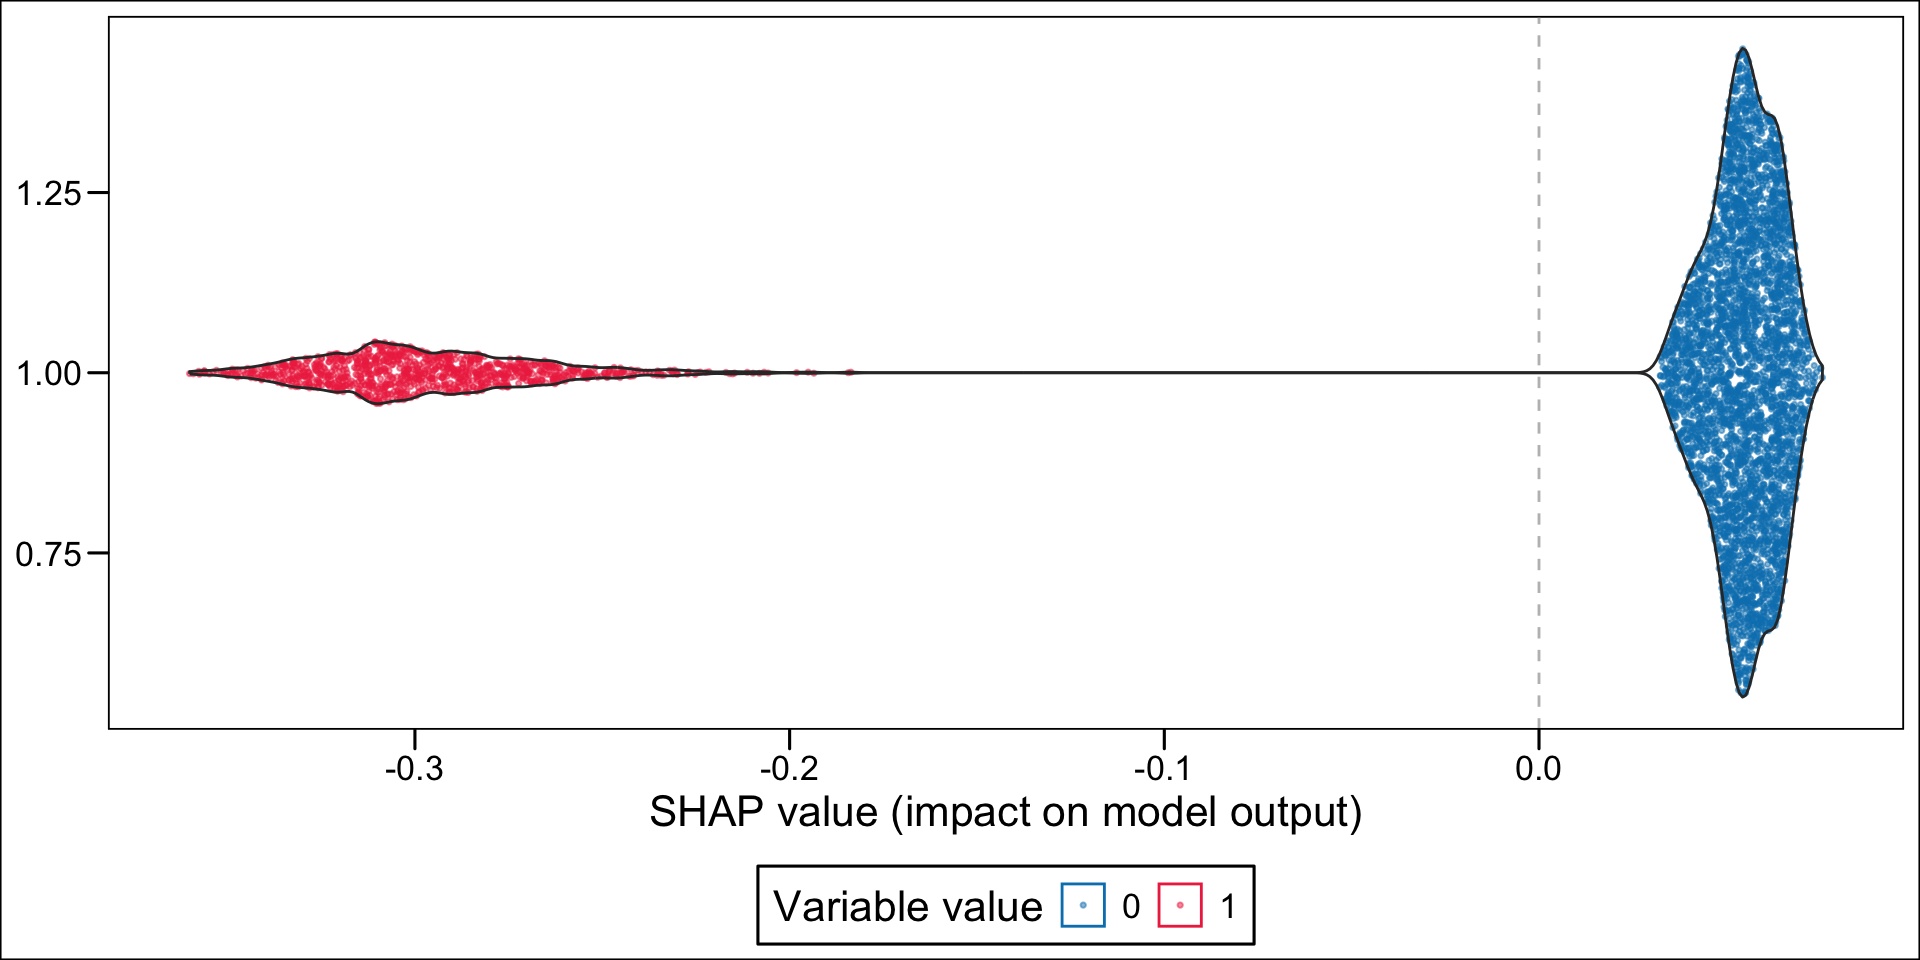 1.25
1.00
0.75
-0.3 -0.2 -0.1 0.0
SHAP value (impact on model output)
Variable value 0 1